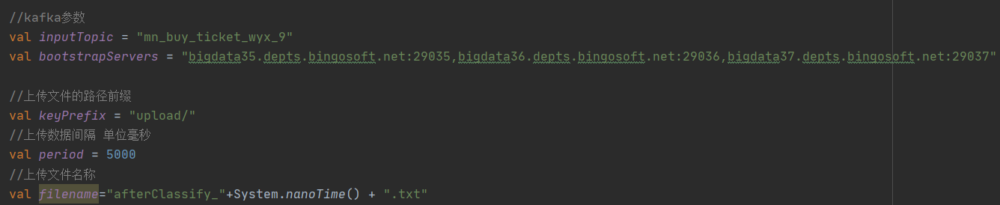 //kafka参数
val inputTopic = "mn_buy_ticket_wyx_9"
val bootstrapServers = "bigdata35.depts.bingosoft.net:29035,bigdata36.depts.bingosoft.net:29036,bigdata37.depts.bingosoft.net:29037"
//上传文件的路径前缀
val keyPrefix = "upload/"
//上传数据间隔 单位毫秒
val period = 5000
//上传文件名称
val filename="afterClassify_"+System.nanoTime() + ".txt"